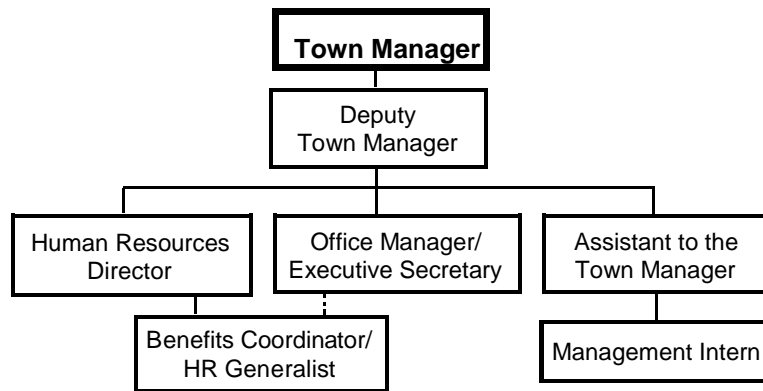 Town Manager
Deputy
Town Manager
Human Resources
Director
Office Manager/
Executive Secretary
Assistant to the
Town Manager
Benefits Coordinator/
HR Generalist
Management Intern